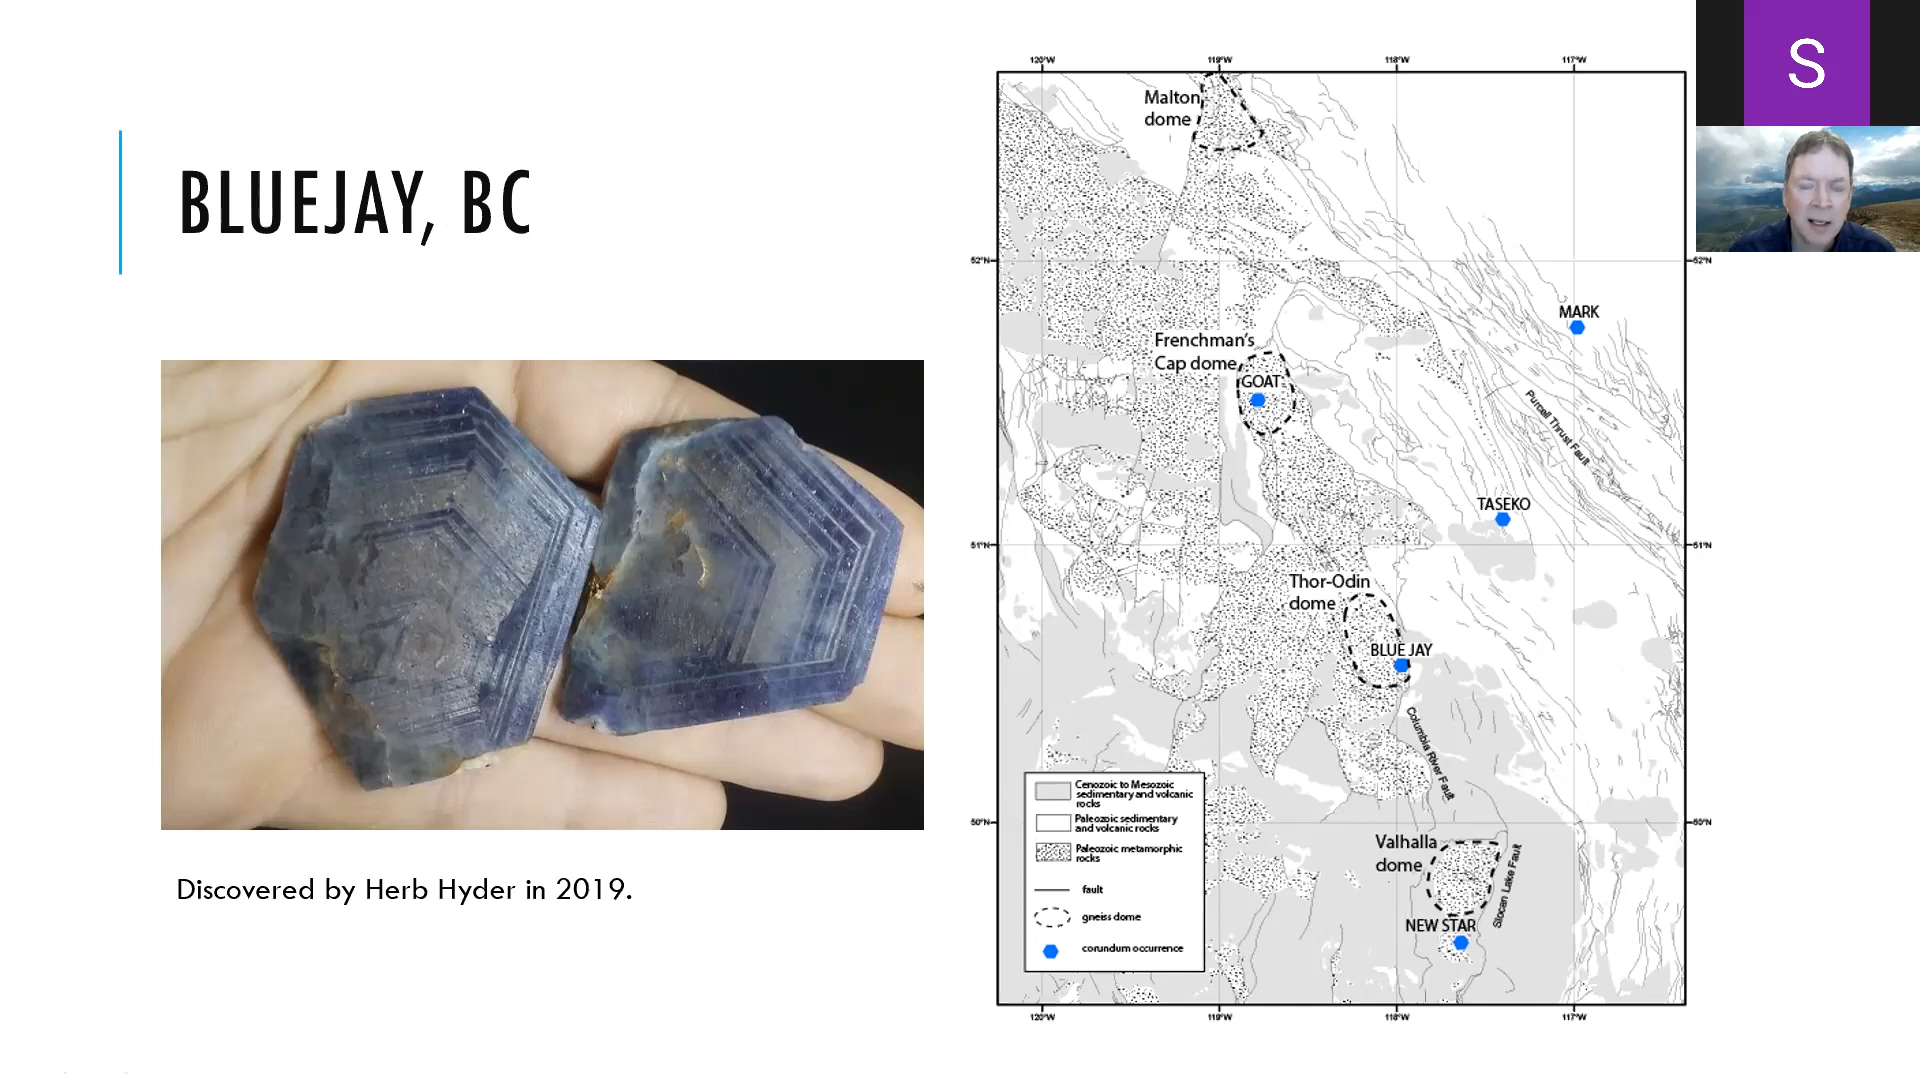 BLUEJAY, BC
Discovered by Herb Hyder in 2019.
120°W 119°W 118°W 117°W
Malton
dome
52°N 52°N
MARK
Frenchman's
Cap dome
GOAT
Purcell Thrust Fault
TASEKO
51°N 51°N
Thor-Odin
dome
BLUE JAY
Columbia River Fault
Cenozoic to Mesozoic
sedimentary and volcanic
rocks
Paleozoic sedimentary
and volcanic rocks
Paleozoic metamorphic
rocks
fault
gneiss dome
corundum occurrence
50°N 50°N
Valhalla
dome
Slocan Lake Fault
NEW STAR
120°W 119°W 118°W 117°W
S